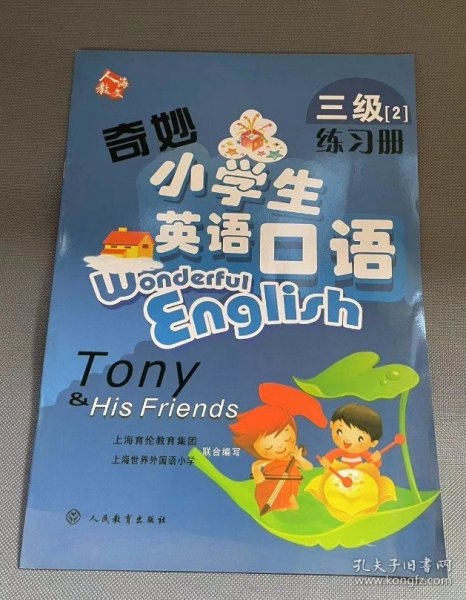 人海
教文
三级[2]
练习册
奇妙
小学生
英语口语
Wonderful
English
Tony
& His Friends
上海育伦教育集团
上海世界外国语小学
联合编写
人民教育出版社
孔夫子旧书网
kongfz.com